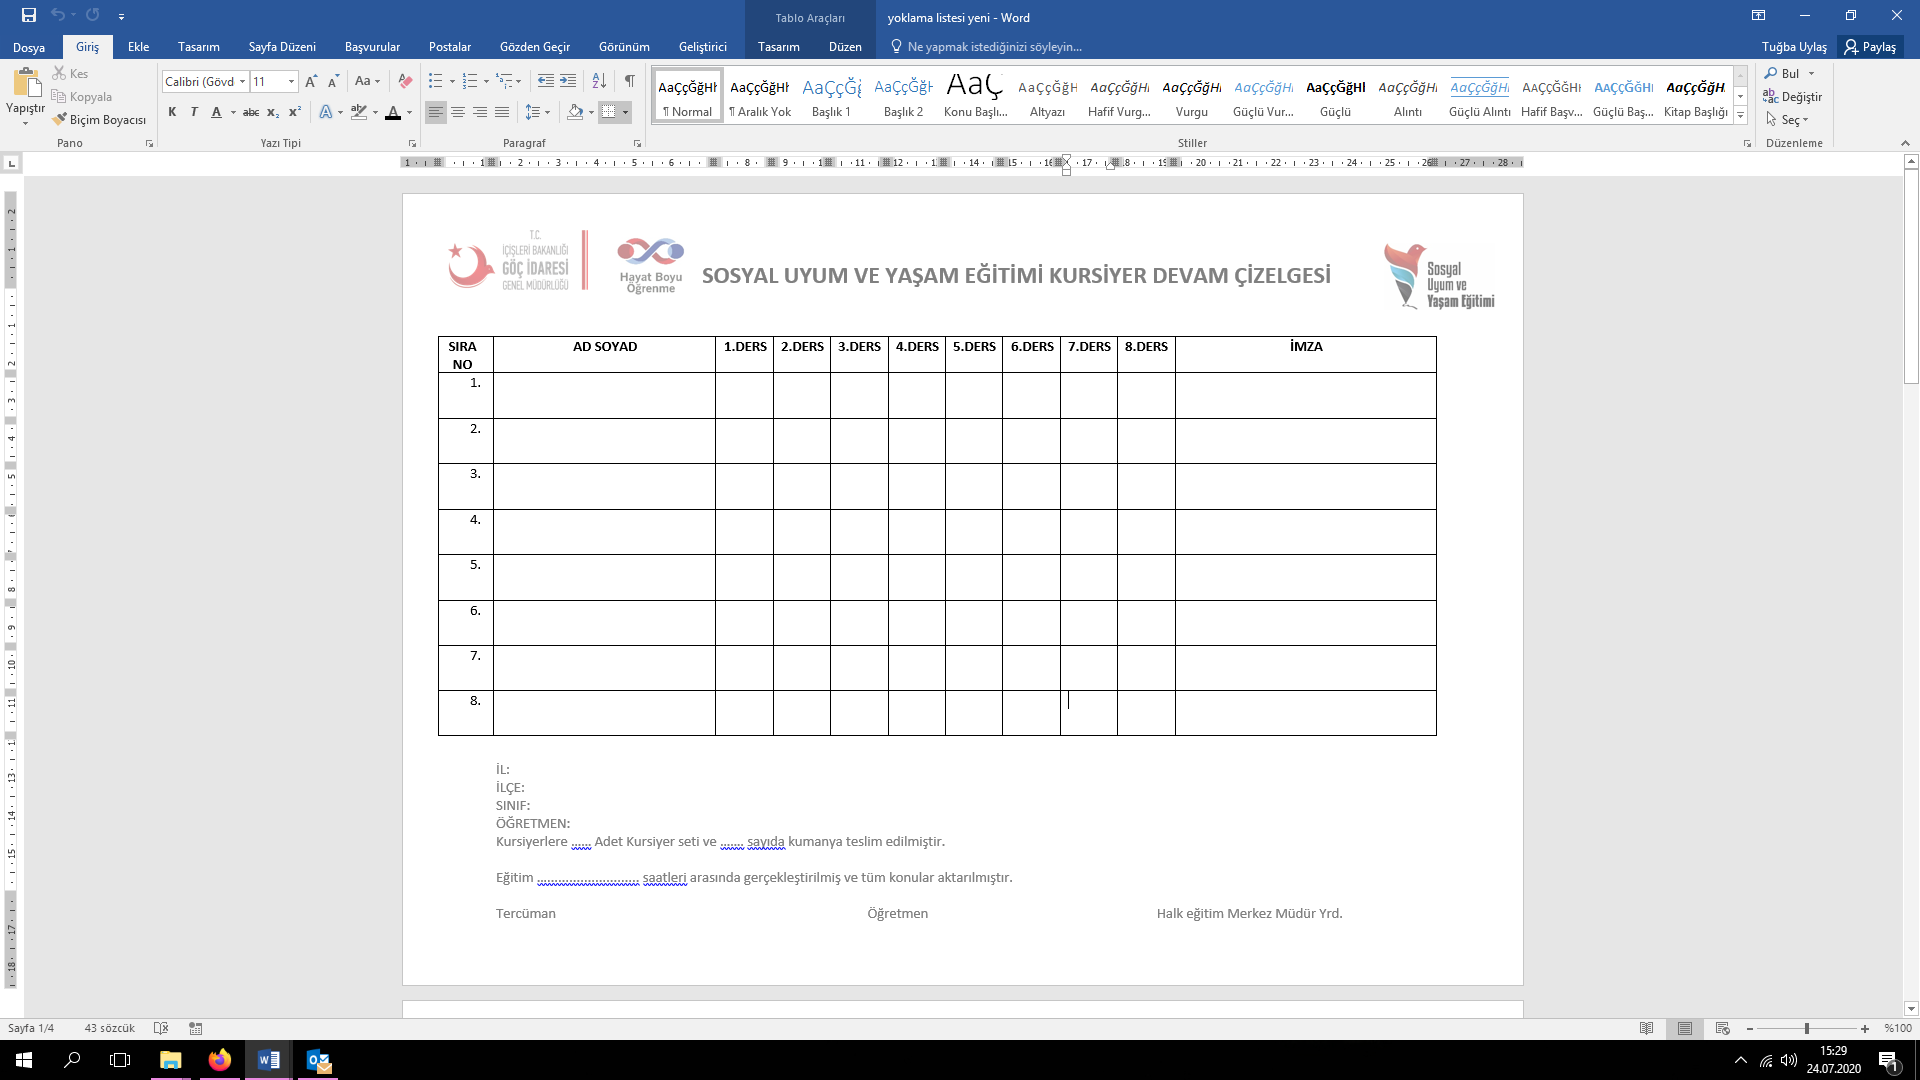 Tablo Araçları
yoklama listesi yeni - Word
Dosya Giriş Ekle Tasarım Sayfa Düzeni Başvurular Postalar Gözden Geçir Görünüm Geliştirici Tasarım Düzen Ne yapmak istediğinizi söyleyin... Tuğba Uylaş Paylaş
Yapıştır
Kes
Kopyala
Biçim Boyacısı
Pano
Calibri (Gövd 11
K T A abc x₂ x²
Yazı Tipi
Paragraf
¶ Normal ¶ Aralık Yok Başlık 1 Başlık 2 Konu Başlı... Altyazı Hafif Vurg... Vurgu Güçlü Vur... Güçlü Alıntı Güçlü Alıntı Hafif Başv... Güçlü Baş... Kitap Başlığı
Stiller
Bul
Değiştir
Seç
Düzenleme
T.C.
İÇİŞLERİ BAKANLIĞI
GÖÇ İDARESİ
GENEL MÜDÜRLÜĞÜ
Hayat Boyu
Öğrenme
SOSYAL UYUM VE YAŞAM EĞİTİMİ KURSİYER DEVAM ÇİZELGESİ
Sosyal
Uyum ve
Yaşam Eğitimi
SIRA NO AD SOYAD 1.DERS 2.DERS 3.DERS 4.DERS 5.DERS 6.DERS 7.DERS 8.DERS İMZA
1.
2.
3.
4.
5.
6.
7.
8.
İL:
İLÇE:
SINIF:
ÖĞRETMEN:
Kursiyerlere ...... Adet Kursiyer seti ve ....... sayıda kumanya teslim edilmiştir.
Eğitim ............................ saatleri arasında gerçekleştirilmiş ve tüm konular aktarılmıştır.
Tercüman Öğretmen Halk eğitim Merkez Müdür Yrd.
Sayfa 1/4 43 sözcük %100
15:29
24.07.2020
1